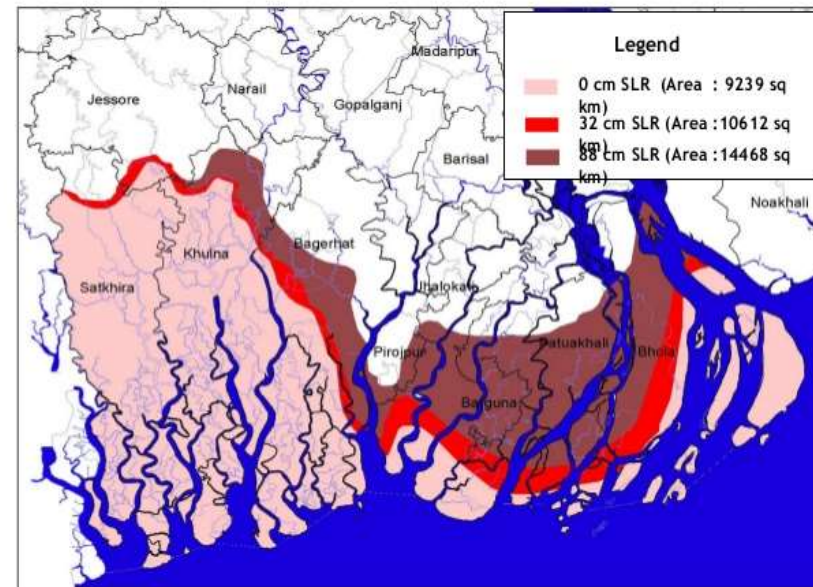 Legend
0 cm SLR (Area : 9239 sq
km)
32 cm SLR (Area :10612 sq
km)
88 cm SLR (Area :14468 sq
km)
Madaripur
Narail
Jessore
Gopalganj
Barisal
Noakhali
Bagerhat
Khulna
Satkhira
Jhalokati
Pirojpur
Patuakhali
Bhola
Barguna